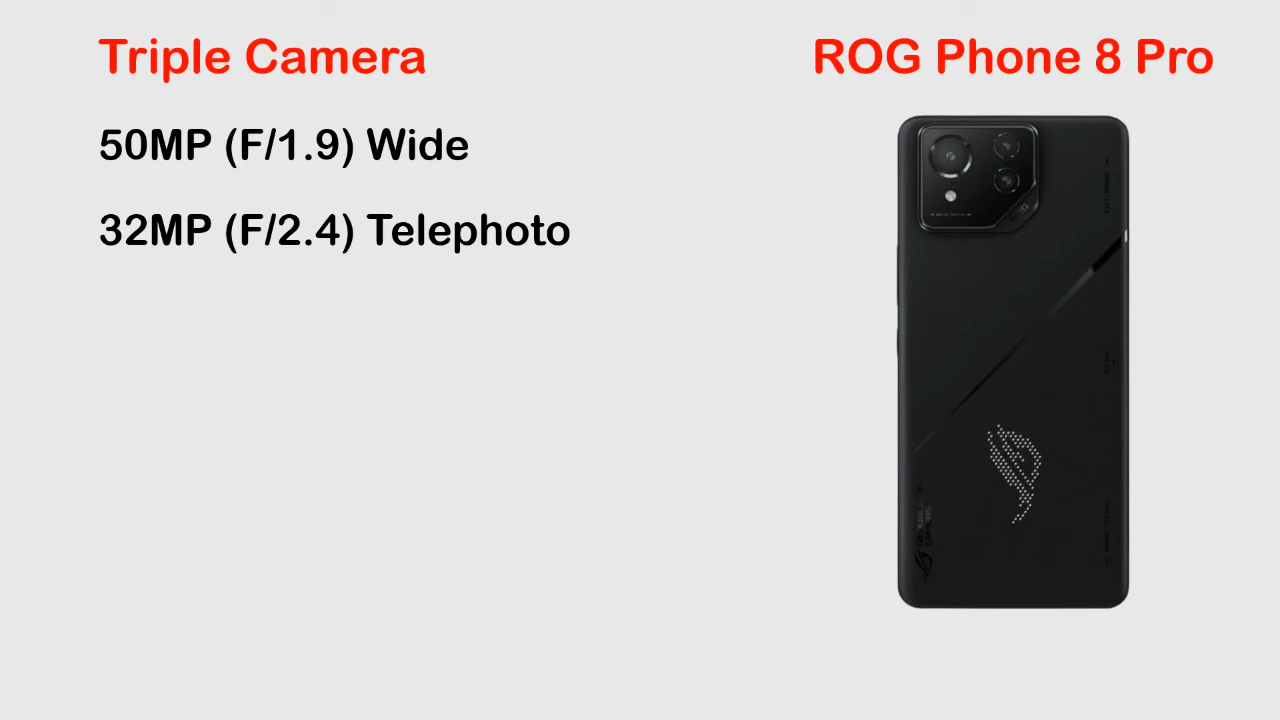 Triple Camera
ROG Phone 8 Pro
50MP (F/1.9) Wide
32MP (F/2.4) Telephoto